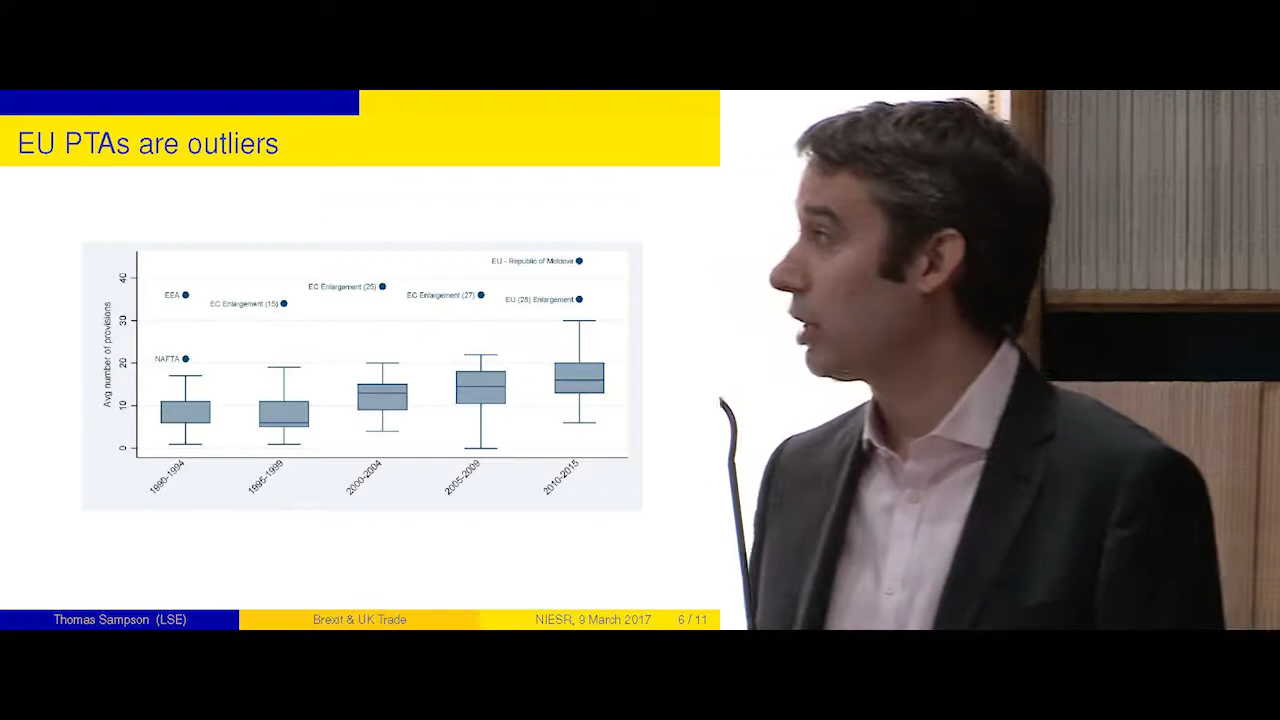 EU PTAs are outliers
Avg number of provisions
40
30
20
10
0
EEA
NAFTA
EC Enlargement (15)
EC Enlargement (25)
EC Enlargement (27)
EU - Republic of Moldova
EU (28) Enlargement
1990-1994
1995-1999
2000-2004
2005-2009
2010-2015
Thomas Sampson (LSE)
Brexit & UK Trade
NIESR, 9 March 2017
6 / 11